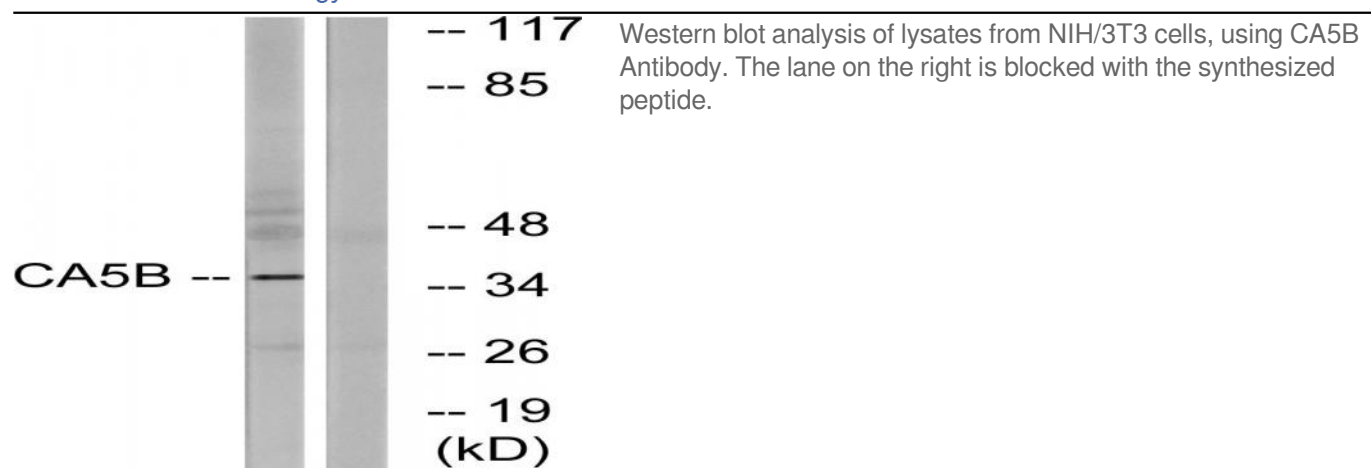 -- 117
-- 85
-- 48
CA5B --
-- 34
-- 26
-- 19
(kD)
Western blot analysis of lysates from NIH/3T3 cells, using CA5B
Antibody. The lane on the right is blocked with the synthesized
peptide.